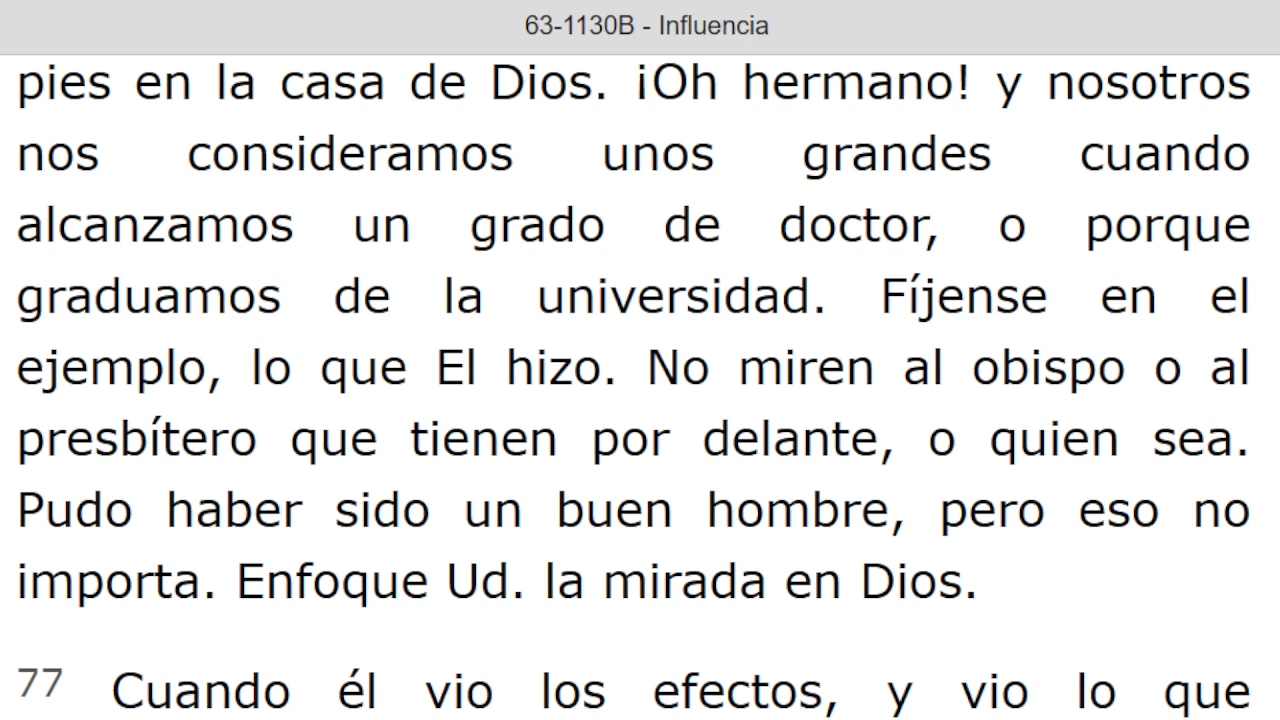 63-1130B - Influencia
pies en la casa de Dios. ¡Oh hermano! y nosotros
nos consideramos unos grandes cuando
alcanzamos un grado de doctor, o porque
graduamos de la universidad. Fíjense en el
ejemplo, lo que El hizo. No miren al obispo o al
presbítero que tienen por delante, o quien sea.
Pudo haber sido un buen hombre, pero eso no
importa. Enfoque Ud. la mirada en Dios.
77 Cuando él vio los efectos, y vio lo que